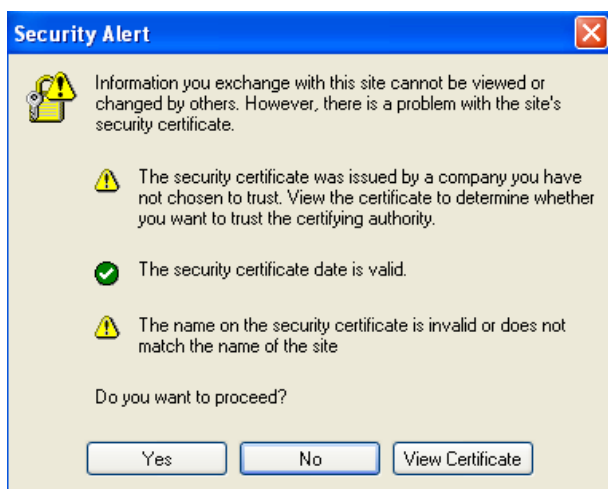 Security Alert
Information you exchange with this site cannot be viewed or
changed by others. However, there is a problem with the site's
security certificate.
The security certificate was issued by a company you have
not chosen to trust. View the certificate to determine whether
you want to trust the certifying authority.
The security certificate date is valid.
The name on the security certificate is invalid or does not
match the name of the site
Do you want to proceed?
Yes
No
View Certificate